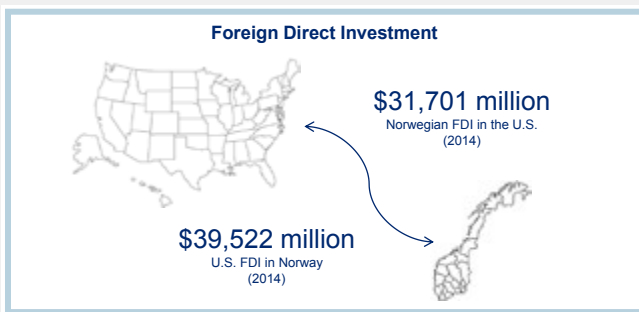 Foreign Direct Investment
$31,701 million
Norwegian FDI in the U.S.
(2014)
$39,522 million
U.S. FDI in Norway
(2014)